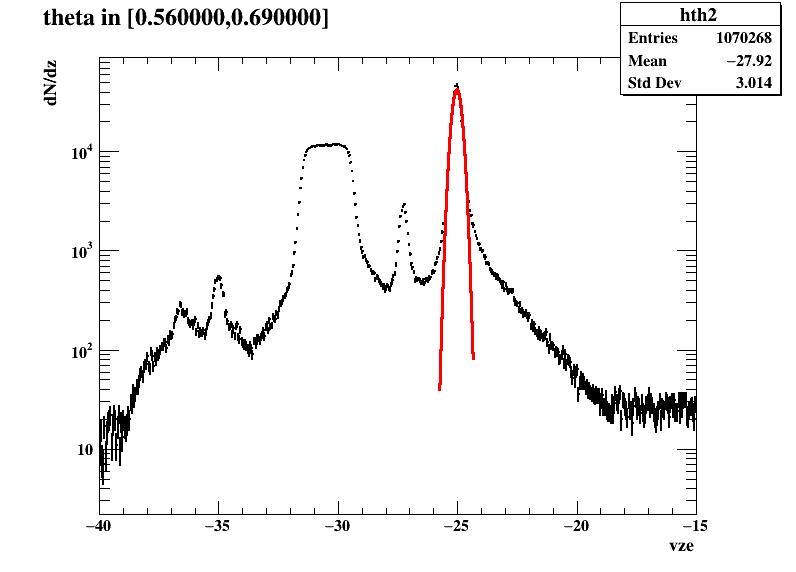 theta in [0.560000,0.690000]
hth2
Entries 1070268
Mean −27.92
Std Dev 3.014
dN/dz
10⁴
10³
10²
10
−40 −35 −30 −25 −20 −15
vze